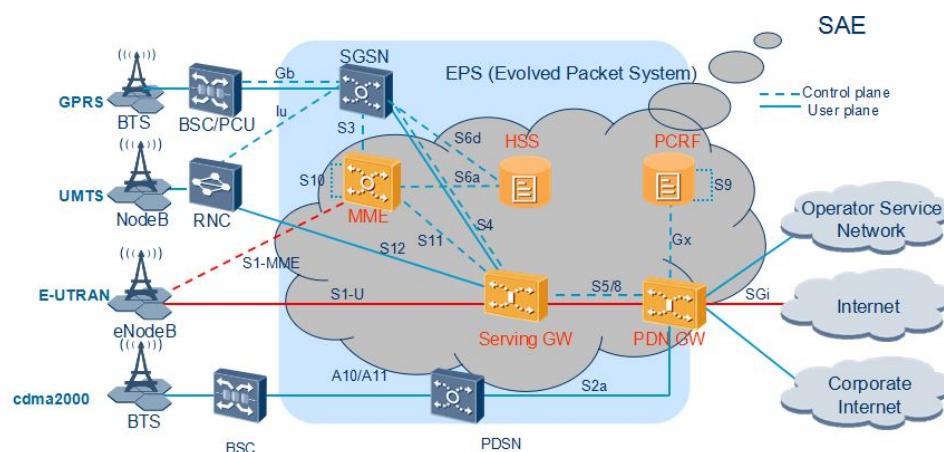 SAE
SGSN
EPS (Evolved Packet System)
Gb
Control plane
User plane
GPRS
BTS
BSC/PCU
Iu
S3
S6d
HSS
PCRF
S10
S6a
S9
UMTS
NodeB
RNC
MME
S4
Operator Service
Network
S12
S11
Gx
S1-MME
E-UTRAN
S1-U
S5/8
SGi
Internet
eNodeB
Serving GW
PDN GW
A10/A11
S2a
Corporate
Internet
cdma2000
BTS
BSC
PDSN